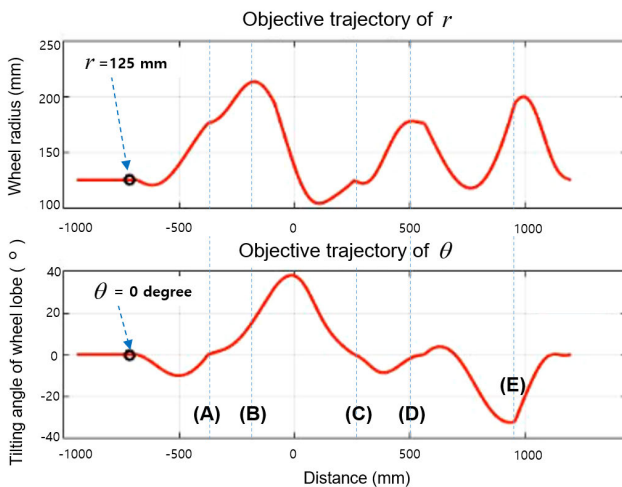 Objective trajectory of r
Wheel radius (mm)
250
200
150
100
r =125 mm
-1000 -500 0 500 1000
Objective trajectory of θ
Tilting angle of wheel lobe ( o )
40
20
0
-20
-40
θ = 0 degree
(A) (B) (C) (D) (E)
-1000 -500 0 500 1000
Distance (mm)